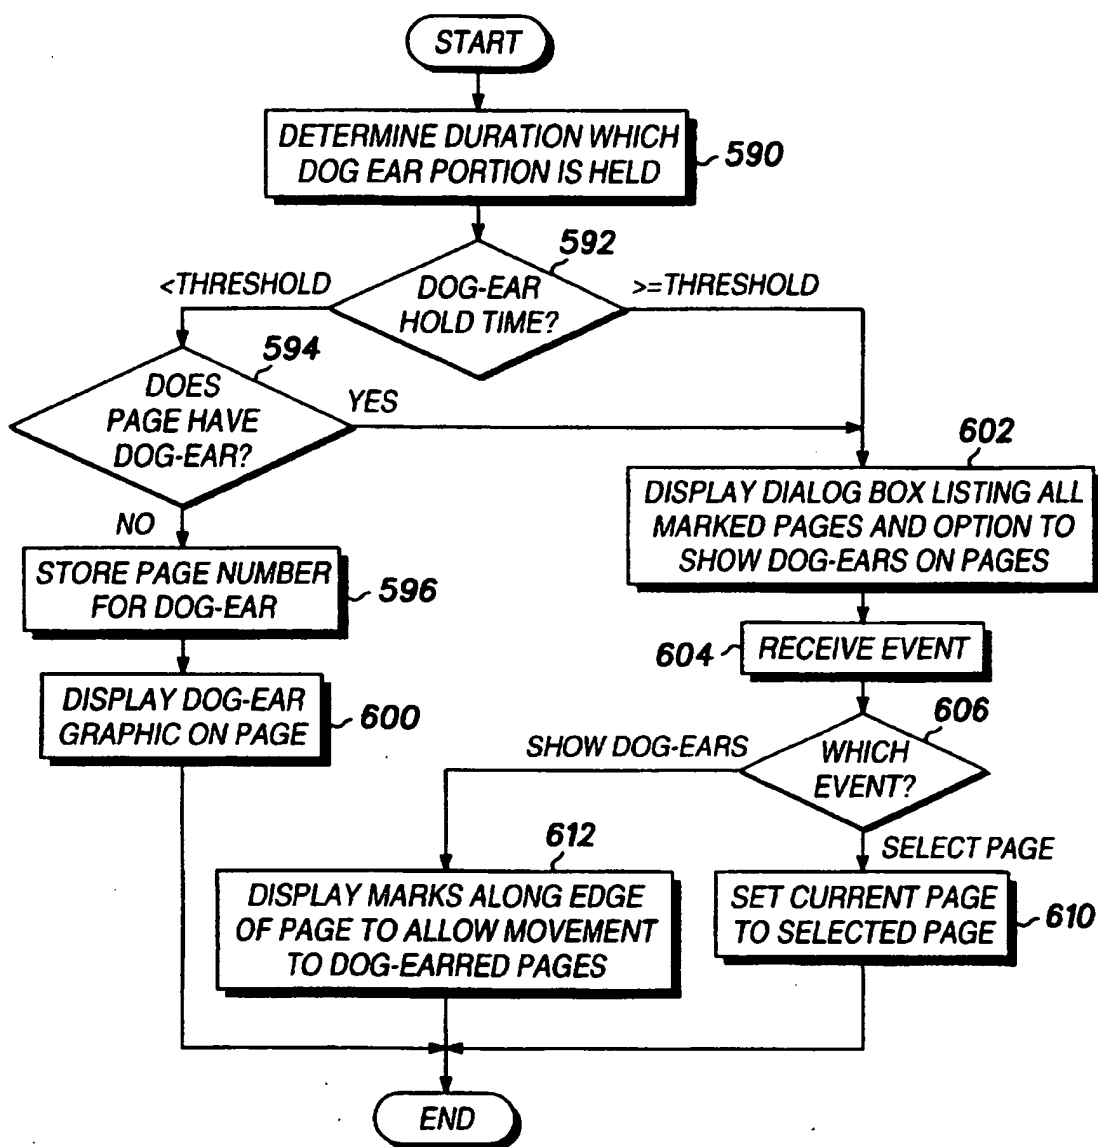 START
DETERMINE DURATION WHICH
DOG EAR PORTION IS HELD
590
592
<THRESHOLD
DOG-EAR
HOLD TIME?
>=THRESHOLD
594
DOES
PAGE HAVE
DOG-EAR?
YES
NO
602
DISPLAY DIALOG BOX LISTING ALL
MARKED PAGES AND OPTION TO
SHOW DOG-EARS ON PAGES
STORE PAGE NUMBER
FOR DOG-EAR
596
604
RECEIVE EVENT
DISPLAY DOG-EAR
GRAPHIC ON PAGE
600
606
SHOW DOG-EARS
WHICH
EVENT?
SELECT PAGE
612
DISPLAY MARKS ALONG EDGE
OF PAGE TO ALLOW MOVEMENT
TO DOG-EARRED PAGES
SET CURRENT PAGE
TO SELECTED PAGE
610
END